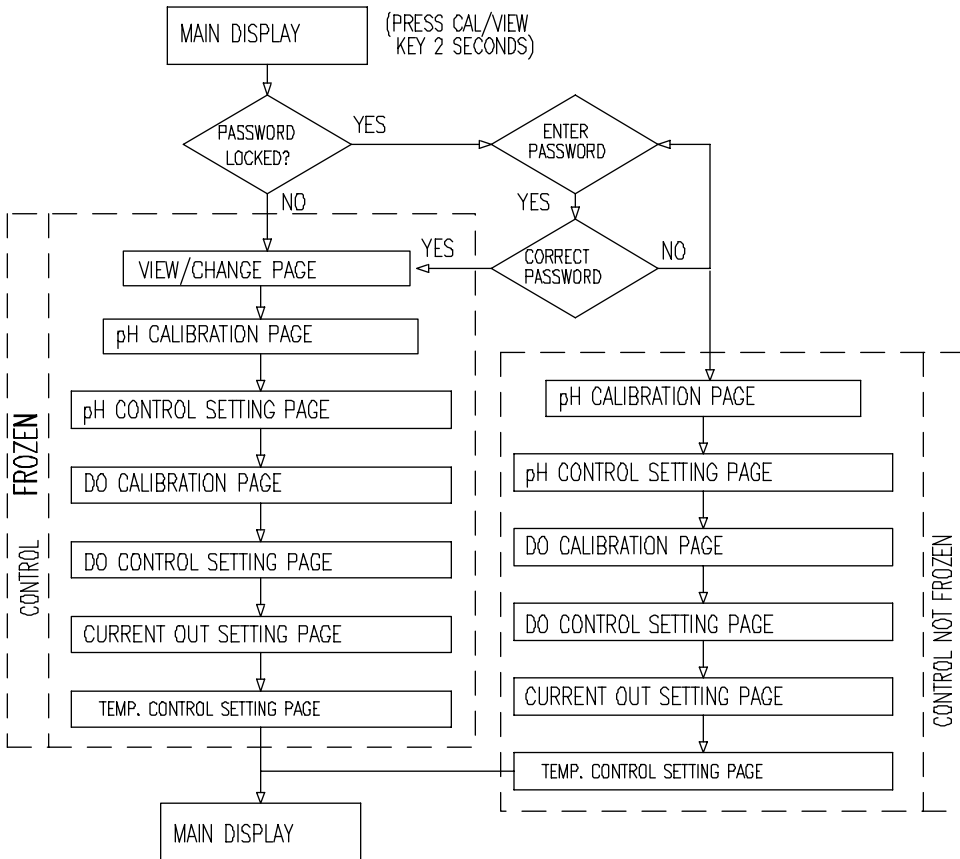 MAIN DISPLAY
(PRESS CAL/VIEW
KEY 2 SECONDS)
PASSWORD
LOCKED?
YES
ENTER
PASSWORD
NO
YES
YES
CORRECT
PASSWORD
NO
VIEW/CHANGE PAGE
pH CALIBRATION PAGE
pH CONTROL SETTING PAGE
DO CALIBRATION PAGE
DO CONTROL SETTING PAGE
CURRENT OUT SETTING PAGE
TEMP. CONTROL SETTING PAGE
CONTROL FROZEN
pH CALIBRATION PAGE
pH CONTROL SETTING PAGE
DO CALIBRATION PAGE
DO CONTROL SETTING PAGE
CURRENT OUT SETTING PAGE
TEMP. CONTROL SETTING PAGE
CONTROL NOT FROZEN
MAIN DISPLAY